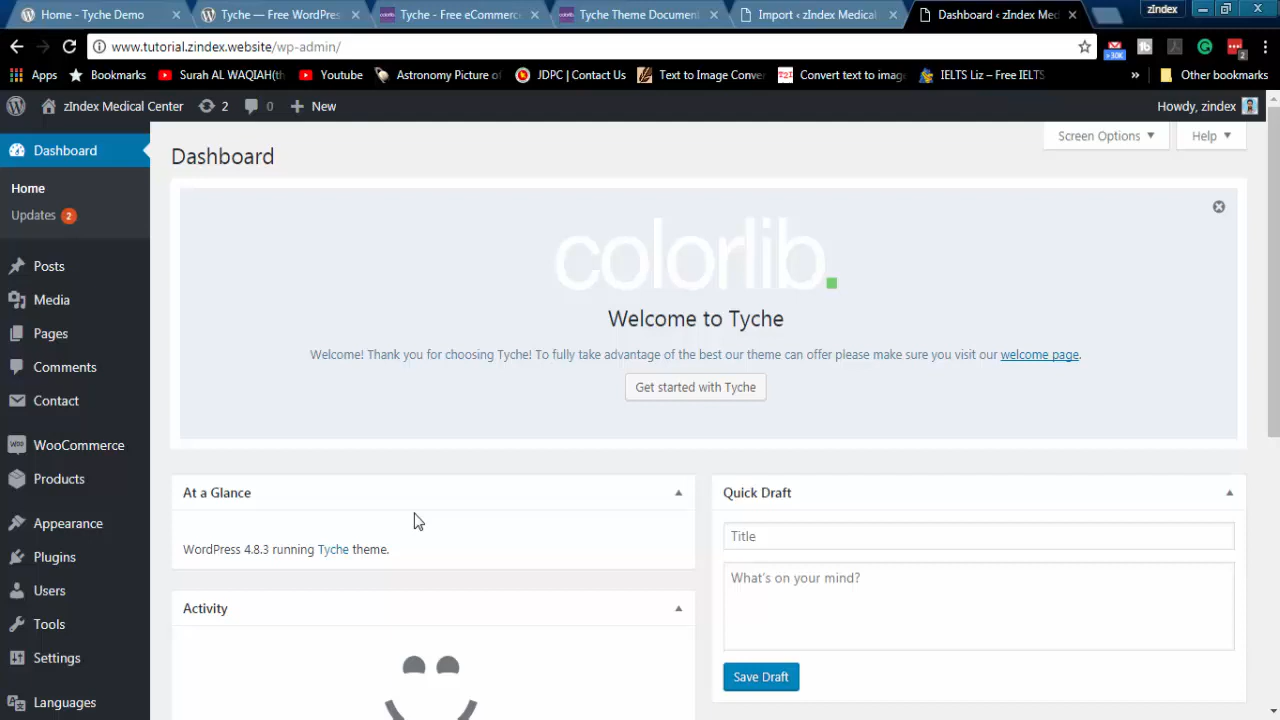 Home - Tyche Demo
Tyche — Free WordPres
Tyche - Free eCommerce
Tyche Theme Document
Import ‹ zIndex Medical
Dashboard ‹ zIndex Med
zIndex
www.tutorial.zindex.website/wp-admin/
>30K
2
Apps
Bookmarks
Surah AL WAQIAH(th
Youtube
Astronomy Picture of
JDPC | Contact Us
Text to Image Conver
Convert text to image
IELTS Liz – Free IELTS
»
Other bookmarks
zIndex Medical Center
2
0
New
Howdy, zindex
Dashboard
Home
Updates 2
Posts
Media
Pages
Comments
Contact
WooCommerce
Products
Appearance
Plugins
Users
Tools
Settings
Languages
Screen Options
Help
Dashboard
colorlib.
Welcome to Tyche
Welcome! Thank you for choosing Tyche! To fully take advantage of the best our theme can offer please make sure you visit our welcome page.
Get started with Tyche
At a Glance
WordPress 4.8.3 running Tyche theme.
Activity
Quick Draft
Title
What's on your mind?
Save Draft